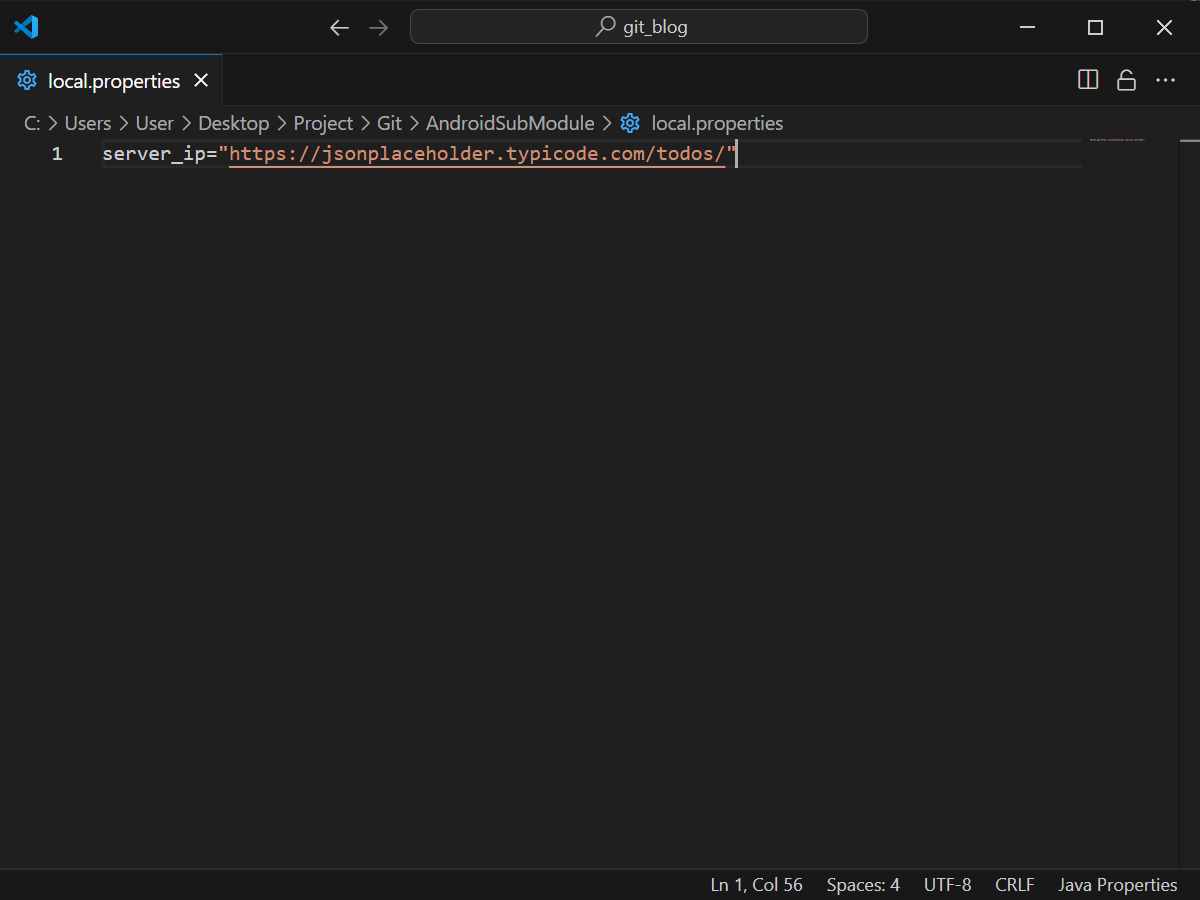 git_blog
local.properties
C: > Users > User > Desktop > Project > Git > AndroidSubModule > local.properties
1 server_ip="https://jsonplaceholder.typicode.com/todos/"
Ln 1, Col 56 Spaces: 4 UTF-8 CRLF Java Properties